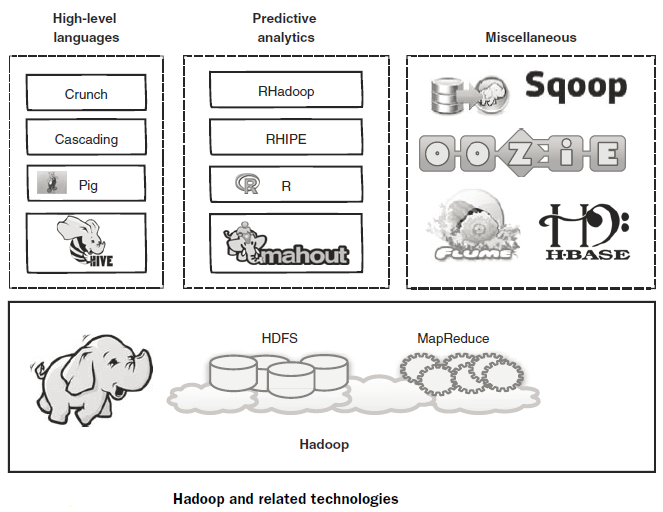 High-level
languages
Crunch
Cascading
Pig
HIVE
Predictive
analytics
RHadoop
RHIPE
R R
mahout
Miscellaneous
Sqoop
OOZiE
FLUME
H
H·BASE
HDFS
MapReduce
Hadoop
Hadoop and related technologies